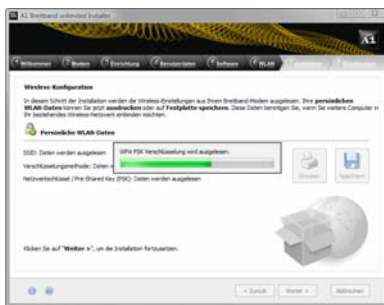 A1 Breitband unlimited Installer
A1
Willkommen
Modem
Einrichtung
Benutzerdaten
Software
WLAN
Wireless-Konfiguration
In diesem Schritt der Installation werden die Wireless-Einstellungen aus Ihrem Breitband-Modem ausgelesen. Ihre persönlichen
WLAN-Daten können Sie jetzt ausdrucken oder auf Festplatte speichern. Diese Daten benötigen Sie, wenn Sie weitere Computer in
Ihr bestehendes Wireless-Netzwerk einbinden möchten.
Persönliche WLAN-Daten
SSID: Daten werden ausgelesen
WPA PSK Verschlüsselung wird ausgelesen.
Verschlüsselungsmethode: Daten
Netzwerkschlüssel / Pre-Shared Key (PSK): Daten werden ausgelesen
Drucken
Speichern
Klicken Sie auf "Weiter >", um die Installation fortzusetzen.
< Zurück
Weiter >
Abbrechen